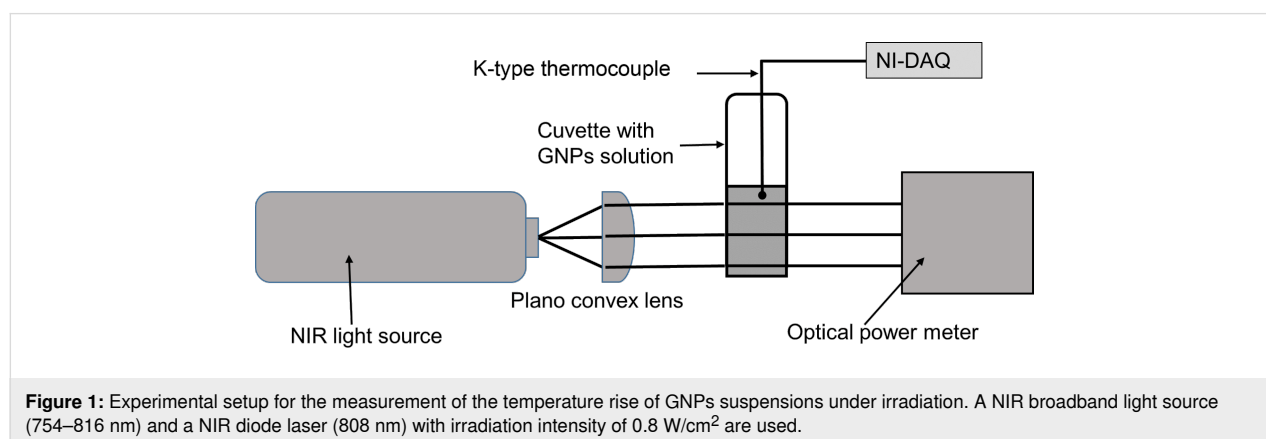 NI-DAQ
K-type thermocouple
Cuvette with
GNPs solution
Plano convex lens
NIR light source
Optical power meter
Figure 1: Experimental setup for the measurement of the temperature rise of GNPs suspensions under irradiation. A NIR broadband light source
(754–816 nm) and a NIR diode laser (808 nm) with irradiation intensity of 0.8 W/cm² are used.